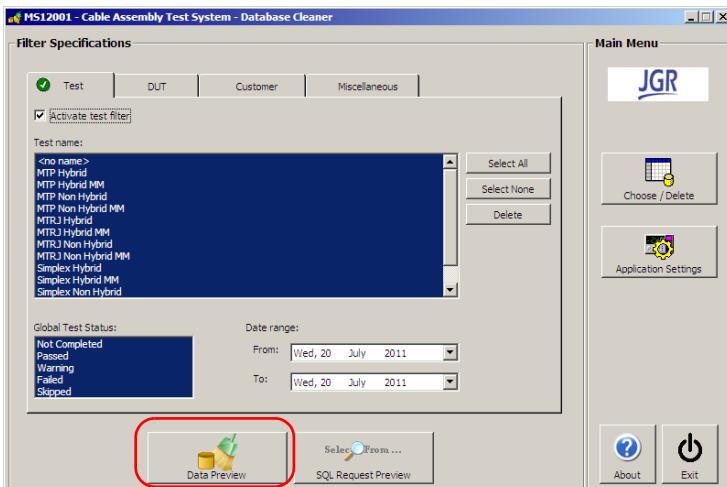 MS12001 - Cable Assembly Test System - Database Cleaner
Filter Specifications
Test
DUT
Customer
Miscellaneous
Activate test filter
Test name:
<no name>
MTP Hybrid
MTP Hybrid MM
MTP Non Hybrid
MTP Non Hybrid MM
MTRJ Hybrid
MTRJ Hybrid MM
MTRJ Non Hybrid
MTRJ Non Hybrid MM
Simplex Hybrid
Simplex Hybrid MM
Simplex Non Hybrid
Select All
Select None
Delete
Global Test Status:
Not Completed
Passed
Warning
Failed
Skipped
Date range:
From: Wed, 20 July 2011
To: Wed, 20 July 2011
Data Preview
Selec From ...
SQL Request Preview
Main Menu
JGR
Choose / Delete
Application Settings
About
Exit